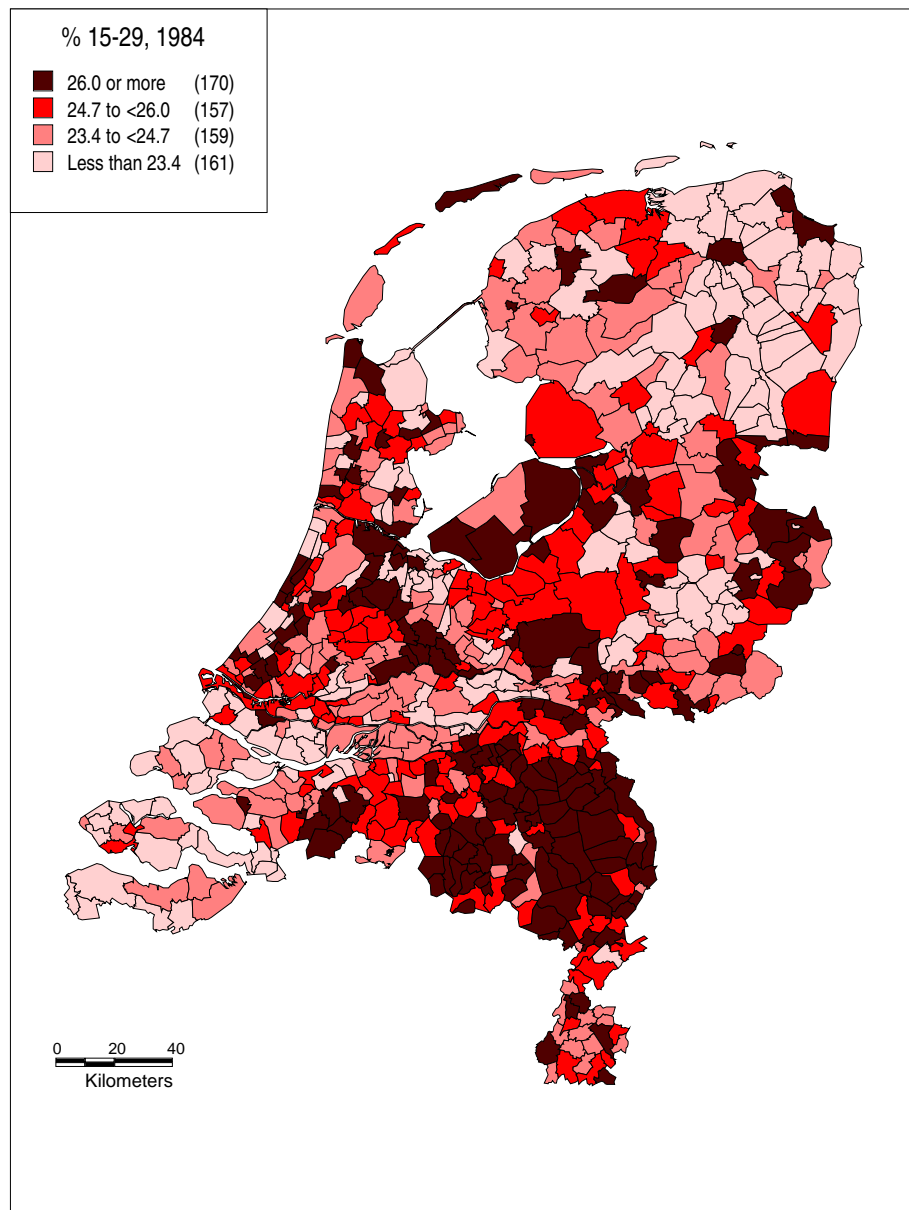 % 15-29, 1984
26.0 or more (170)
24.7 to <26.0 (157)
23.4 to <24.7 (159)
Less than 23.4 (161)
0 20 40
Kilometers